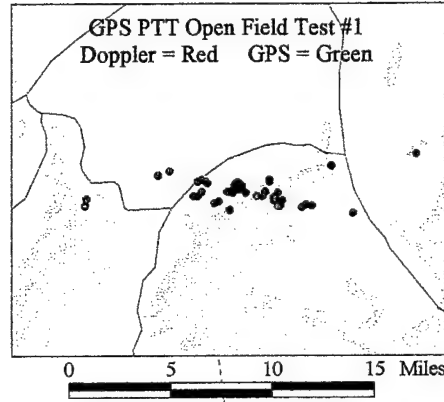 GPS PTT Open Field Test #1
Doppler = Red GPS = Green
0 5 10 15 Miles